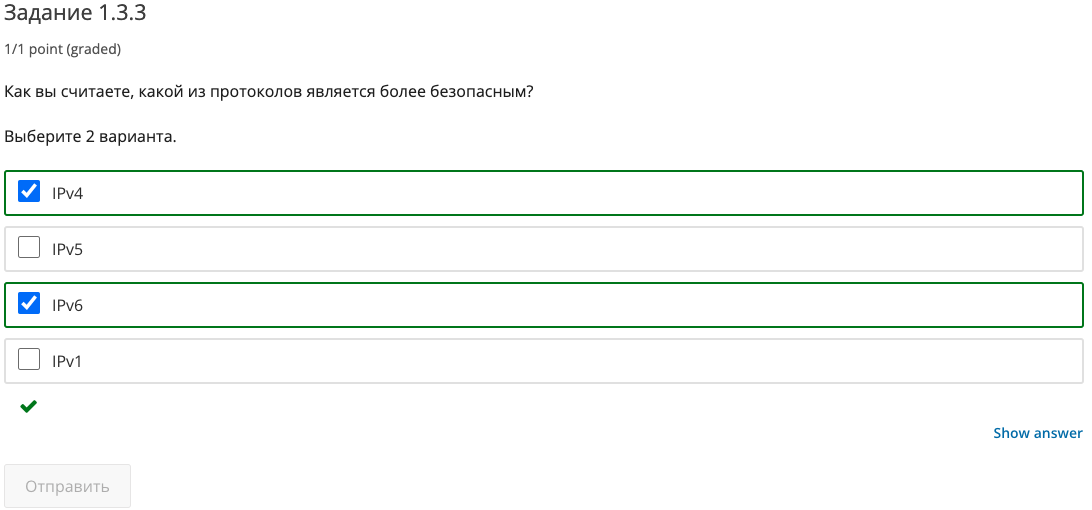 Задание 1.3.3
1/1 point (graded)
Как вы считаете, какой из протоколов является более безопасным?
Выберите 2 варианта.
IPv4
IPv5
IPv6
IPv1
Show answer
Отправить